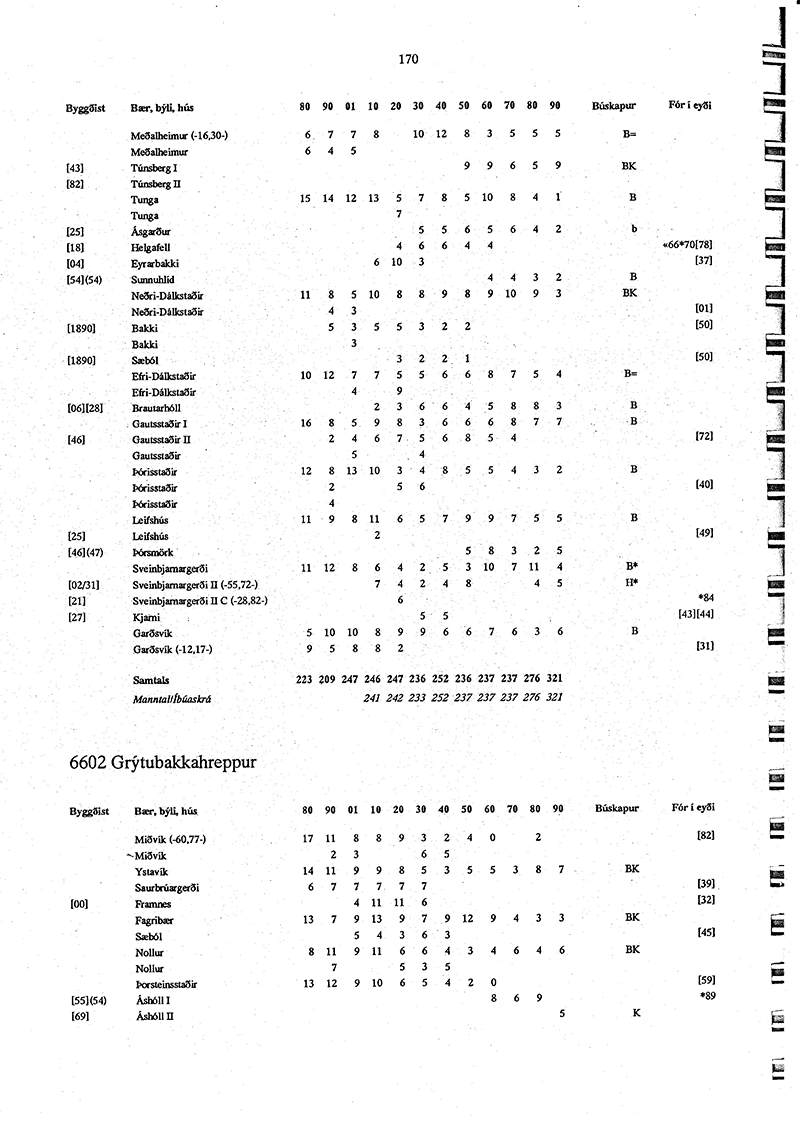 170
Byggðist Bær, býli, hús 80 90 01 10 20 30 40 50 60 70 80 90 Búskapur Fór í eyði
Meðalheimur (-16,30-) 6 7 7 8 10 12 8 3 5 5 5 B=
Meðalheimur 6 4 5
[43] Túnsberg I 9 9 6 5 9 BK
[82] Túnsberg II
Tunga 15 14 12 13 5 7 8 5 10 8 4 1 B
Tunga 7
[25] Ásgarður 5 5 6 5 6 4 2 b
[18] Helgafell 4 6 6 4 4 «66*70[78]
[04] Eyrarbakki 6 10 3 [37]
[54](54) Sunnuhlíð 4 4 3 2 B
Neðri-Dálkstaðir 11 8 5 10 8 8 9 8 9 10 9 3 BK
Neðri-Dálkstaðir 4 3 [01]
[1890] Bakki 5 3 5 5 3 2 2 [50]
Bakki 3
[1890] Sæból 3 2 2 1 [50]
Efri-Dálkstaðir 10 12 7 7 5 5 6 6 8 7 5 4 B=
Efri-Dálkstaðir 4 9
[06][28] Brautarhóll 2 3 6 6 4 5 8 8 3 B
Gautsstaðir I 16 8 5 9 8 3 6 6 6 8 7 7 B
[46] Gautsstaðir II 2 4 6 7 5 6 8 5 4 [72]
Gautsstaðir 5 4
Þórisstaðir 12 8 13 10 3 4 8 5 5 4 3 2 B
Þórisstaðir 2 5 6 [40]
Þórisstaðir 4
Leifshús 11 9 8 11 6 5 7 9 9 7 5 5 B
[25] Leifshús 2 [49]
[46](47) Þórsmörk 5 8 3 2 5
Sveinbjarnargerði 11 12 8 6 4 2 5 3 10 7 11 4 B*
[02/31] Sveinbjarnargerði II (-55,72-) 7 4 2 4 8 4 5 H*
[21] Sveinbjarnargerði II C (-28,82-) 6 *84
[27] Kjarni 5 5 [43][44]
Garðsvík 5 10 10 8 9 9 6 6 7 6 3 6 B
Garðsvík (-12,17-) 9 5 8 8 2 [31]
Samtals 223 209 247 246 247 236 252 236 237 237 276 321
Manntal/Íbúaskrá 241 242 233 252 237 237 237 276 321
6602 Grýtubakkahreppur
Byggðist Bær, býli, hús 80 90 01 10 20 30 40 50 60 70 80 90 Búskapur Fór í eyði
Miðvík (-60,77-) 17 11 8 8 9 3 2 4 0 2 [82]
~Miðvík 2 3 6 5
Ystavík 14 11 9 9 8 5 3 5 5 3 8 7 BK
Saurbrúargerði 6 7 7 7 7 7 [39]
[00] Framnes 4 11 11 6 [32]
Fagribær 13 7 9 13 9 7 9 12 9 4 3 3 BK
Sæból 5 4 3 6 3 [45]
Nollur 8 11 9 11 6 6 4 3 4 6 4 6 BK
Nollur 7 5 3 5
Þorsteinsstaðir 13 12 9 10 6 5 4 2 0 [59]
[55](54) Áshóll I 8 6 9 *89
[69] Áshóll II 5 K